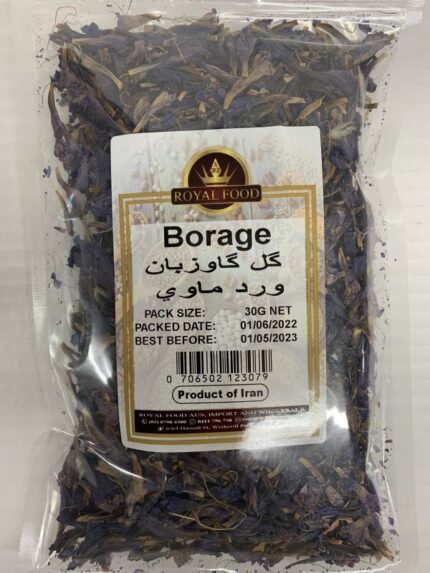 ROYAL FOOD
Borage
گل گاوزبان
ورد ماوي
PACK SIZE: 30G NET
PACKED DATE: 01/06/2022
BEST BEFORE: 01/05/2023
0 706502 123079
Product of Iran
ROYAL FOOD AUS, IMPORT AND WHOLESALE